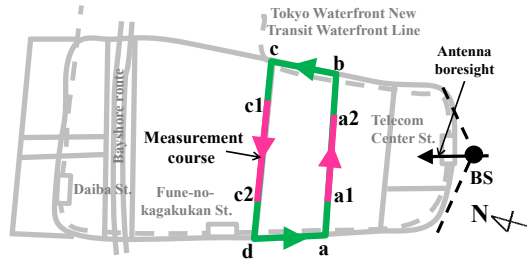 Tokyo Waterfront New
Transit Waterfront Line
c
b
Antenna
boresight
Bayshore route
c1
a2
Telecom
Center St.
Measurement
course
BS
Daiba St.
Fune-no-
kagakukan St.
c2
a1
N
d
a